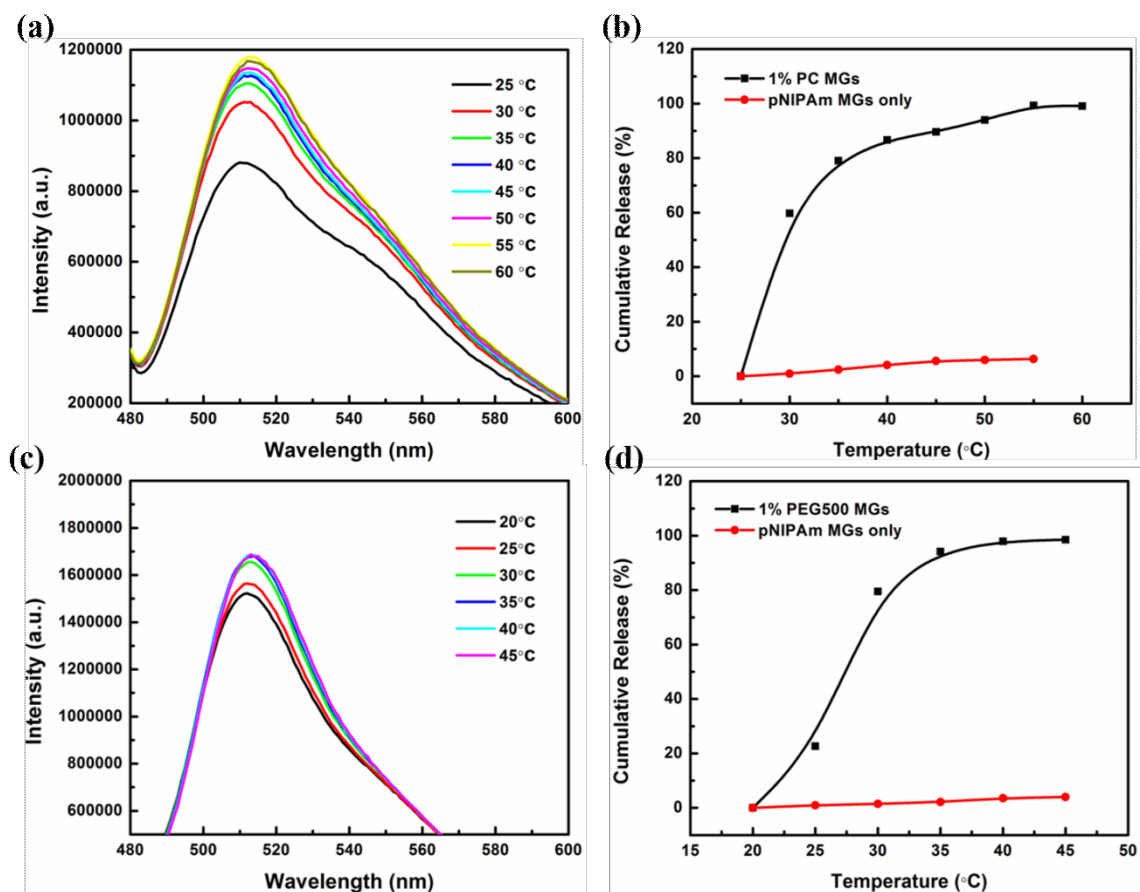 (a)
1200000
1000000
800000
600000
400000
200000
480 500 520 540 560 580 600
Wavelength (nm)
Intensity (a.u.)
25 °C
30 °C
35 °C
40 °C
45 °C
50 °C
55 °C
60 °C
(b)
120
100
80
60
40
20
0
20 30 40 50 60
Temperature (°C)
Cumulative Release (%)
1% PC MGs
pNIPAm MGs only
(c)
2000000
1800000
1600000
1400000
1200000
1000000
800000
600000
480 500 520 540 560 580 600
Wavelength (nm)
Intensity (a.u.)
20°C
25°C
30°C
35°C
40°C
45°C
(d)
120
100
80
60
40
20
0
15 20 25 30 35 40 45 50
Temperature (°C)
Cumulative Release (%)
1% PEG500 MGs
pNIPAm MGs only